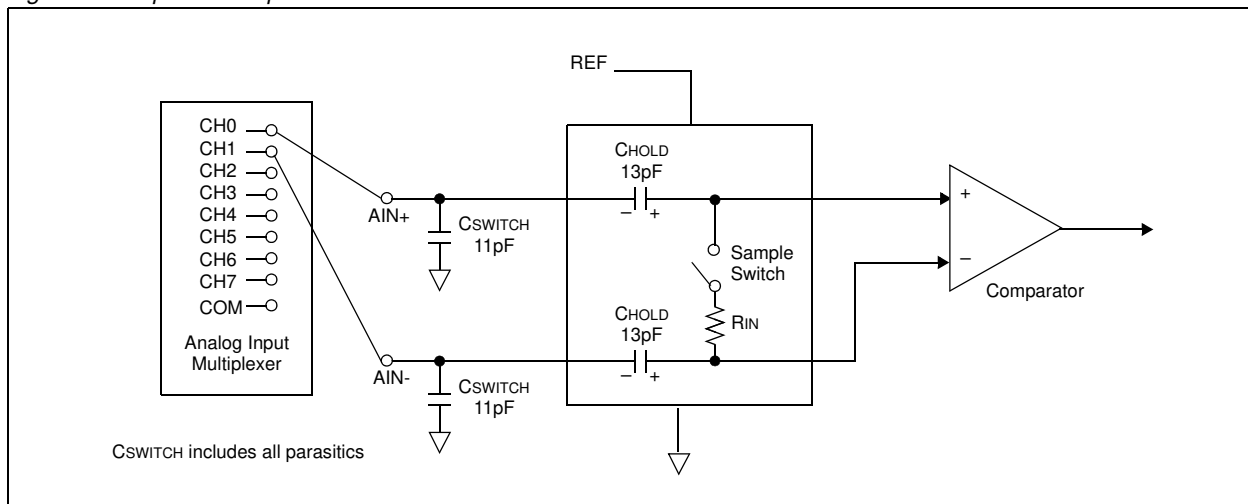 REF
CH0
CH1
CH2
CH3
CH4
CH5
CH6
CH7
COM
Analog Input
Multiplexer
AIN+
CSWITCH
11pF
CHOLD
13pF
– +
Sample
Switch
RIN
CHOLD
13pF
– +
AIN-
CSWITCH
11pF
+
–
Comparator
CSWITCH includes all parasitics